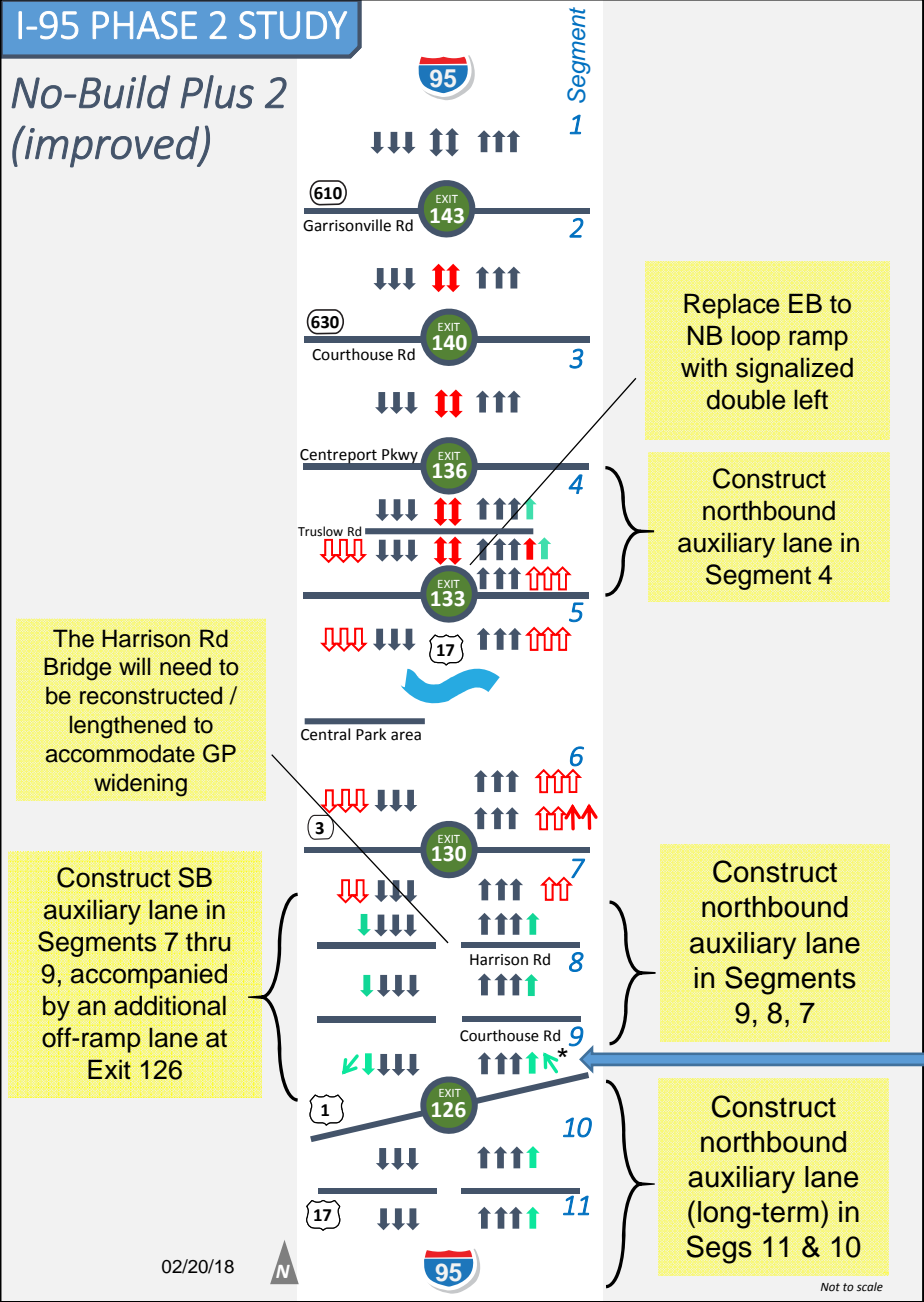 I-95 PHASE 2 STUDY
No-Build Plus 2
(improved)
95
Segment
1
610
EXIT
143
Garrisonville Rd
2
630
EXIT
140
Courthouse Rd
3
Replace EB to
NB loop ramp
with signalized
double left
Centreport Pkwy
EXIT
136
4
Truslow Rd
Construct
northbound
auxiliary lane in
Segment 4
EXIT
133
5
17
The Harrison Rd
Bridge will need to
be reconstructed /
lengthened to
accommodate GP
widening
Central Park area
6
3
EXIT
130
7
Construct SB
auxiliary lane in
Segments 7 thru
9, accompanied
by an additional
off-ramp lane at
Exit 126
Harrison Rd
8
Construct
northbound
auxiliary lane
in Segments
9, 8, 7
Courthouse Rd
9
*
1
EXIT
126
10
Construct
northbound
auxiliary lane
(long-term) in
Segs 11 & 10
17
11
02/20/18
N
95
Not to scale